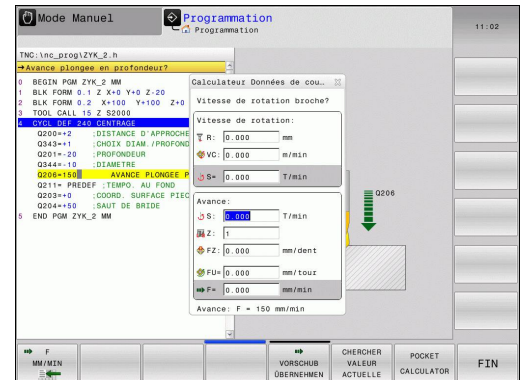 Mode Manuel
Programmation
Programmation
11:02
TNC:\nc_prog\ZYK_2.h
→Avance plongee en profondeur?
0 BEGIN PGM ZYK_2 MM
1 BLK FORM 0.1 Z X+0 Y+0 Z-20
2 BLK FORM 0.2 X+100 Y+100 Z+0
3 TOOL CALL 15 Z S2000
4 CYCL DEF 240 CENTRAGE
Q200=+2 ;DISTANCE D'APPROCHE
Q343=+1 ;CHOIX DIAM./PROFOND
Q201=-20 ;PROFONDEUR
Q344=-10 ;DIAMETRE
Q206=150 AVANCE PLONGEE P
Q211= PREDEF ;TEMPO. AU FOND
Q203=+0 ;COORD. SURFACE PIEC
Q204=+50 ;SAUT DE BRIDE
5 END PGM ZYK_2 MM
Calculateur Données de cou…
Vitesse de rotation broche?
Vitesse de rotation:
R: 0.000 mm
VC: 0.000 m/min
S= 0.000 T/min
Avance:
S: 0.000 T/min
Z: 1
FZ: 0.000 mm/dent
FU= 0.000 mm/tour
F= 0.000 mm/min
Avance: F = 150 mm/min
Q206
F
MM/MIN
VORSCHUB
ÜBERNEHMEN
CHERCHER
VALEUR
ACTUELLE
POCKET
CALCULATOR
FIN